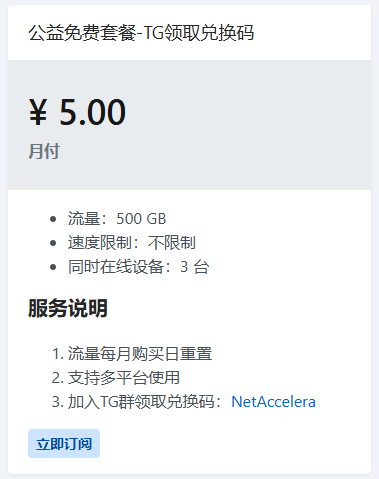 公益免费套餐-TG领取兑换码
¥ 5.00
月付
流量：500 GB
速度限制：不限制
同时在线设备：3 台
服务说明
1. 流量每月购买日重置
2. 支持多平台使用
3. 加入TG群领取兑换码：NetAccelera
立即订阅